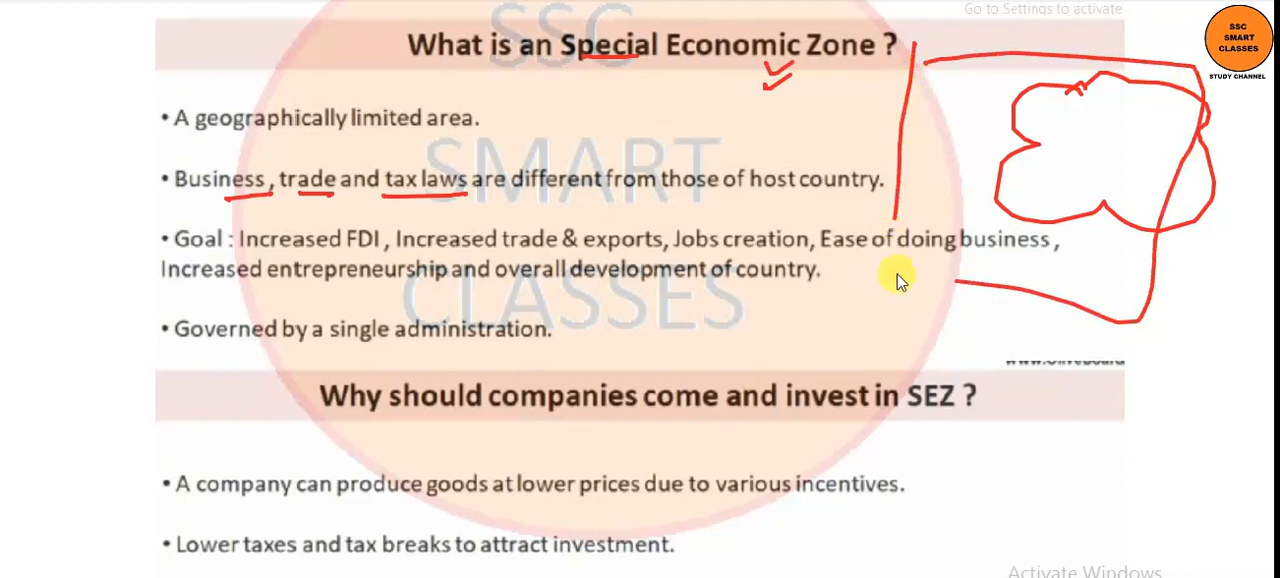 Go to Settings to activate
SSC
SMART
CLASSES
STUDY CHANNEL
SSC
What is an Special Economic Zone ?
• A geographically limited area.
SMART
• Business , trade and tax laws are different from those of host country.
• Goal : Increased FDI , Increased trade & exports, Jobs creation, Ease of doing business ,
Increased entrepreneurship and overall development of country.
CLASSES
• Governed by a single administration.
Why should companies come and invest in SEZ ?
• A company can produce goods at lower prices due to various incentives.
• Lower taxes and tax breaks to attract investment.
Activate Windows